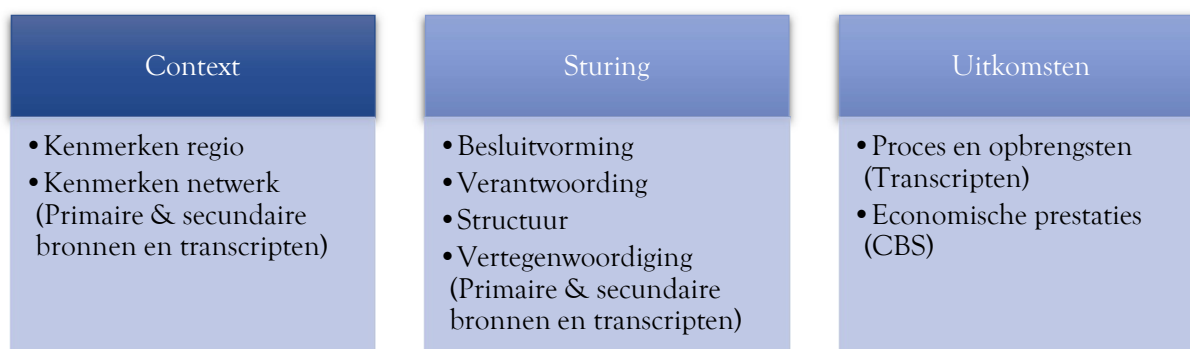 Context
• Kenmerken regio
• Kenmerken netwerk
(Primaire & secundaire
bronnen en transcripten)
Sturing
• Besluitvorming
• Verantwoording
• Structuur
• Vertegenwoordiging
(Primaire & secundaire
bronnen en transcripten)
Uitkomsten
• Proces en opbrengsten
(Transcripten)
• Economische prestaties
(CBS)